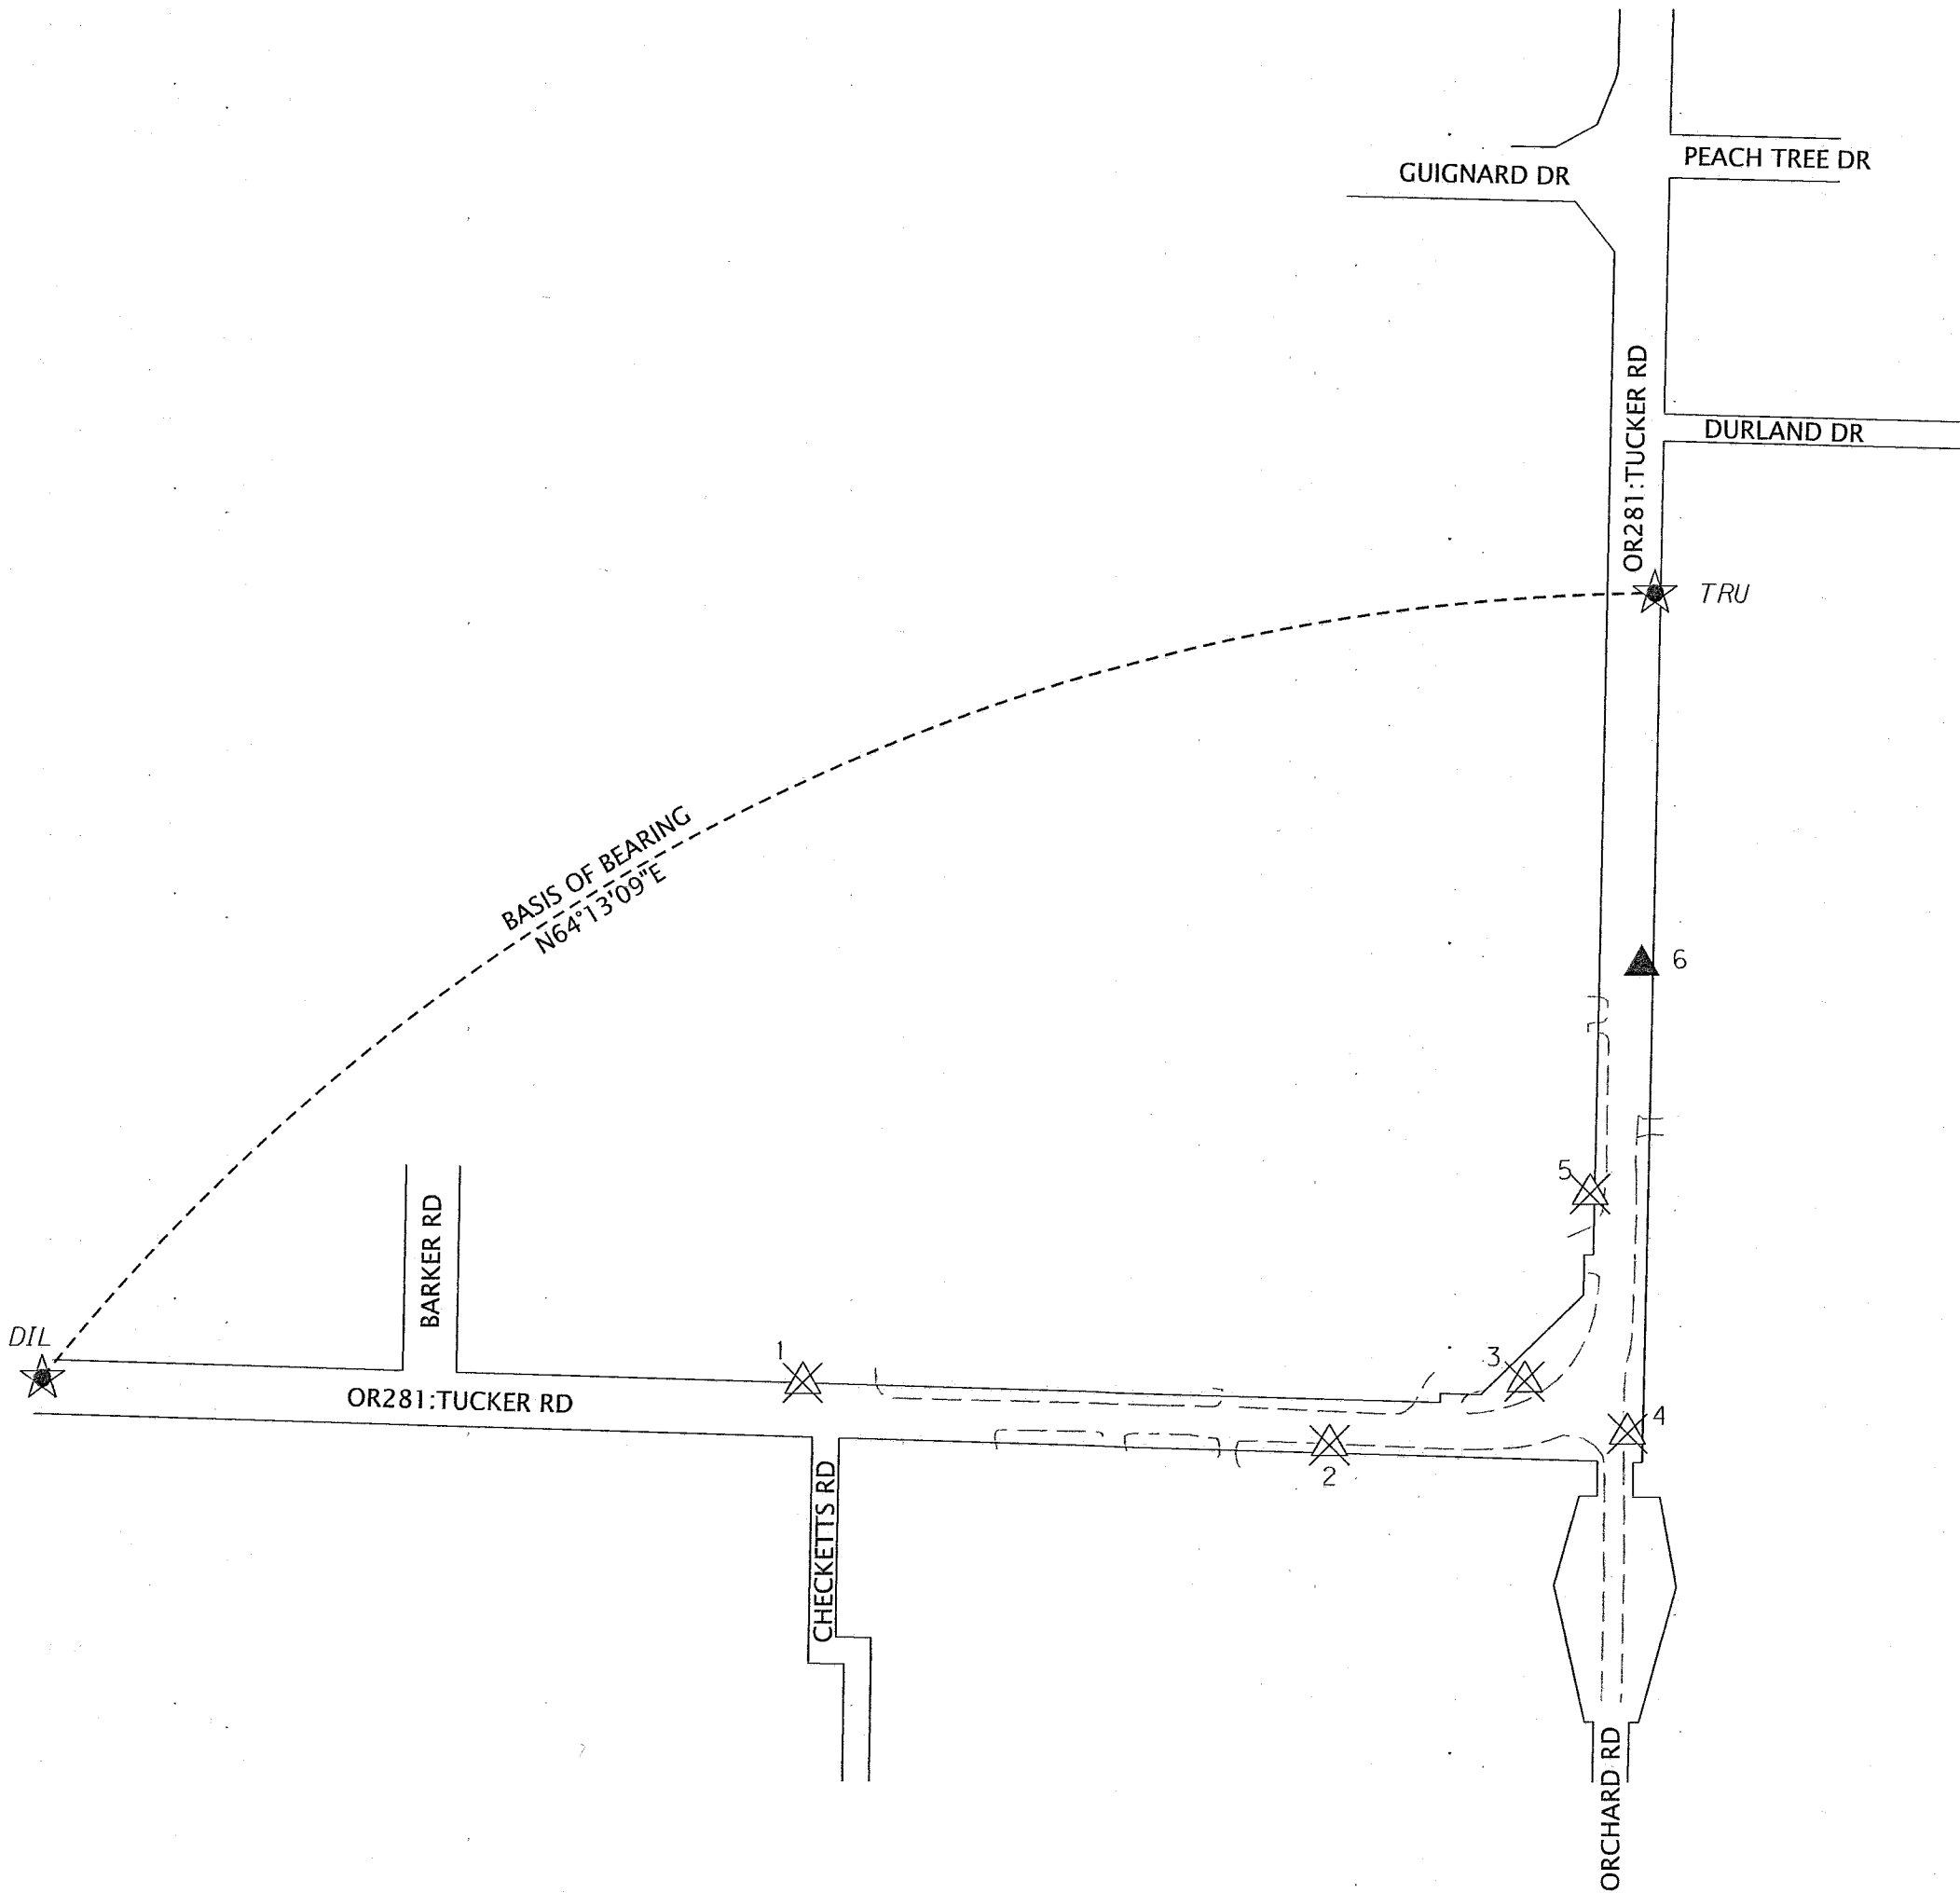 PEACH TREE DR
GUIGNARD DR
OR281:TUCKER RD
DURLAND DR
TRU
BASIS OF BEARING
N64°13'09"E
6
5
BARKER RD
DIL
1
3
OR281:TUCKER RD
4
2
CHECKETTS RD
ORCHARD RD